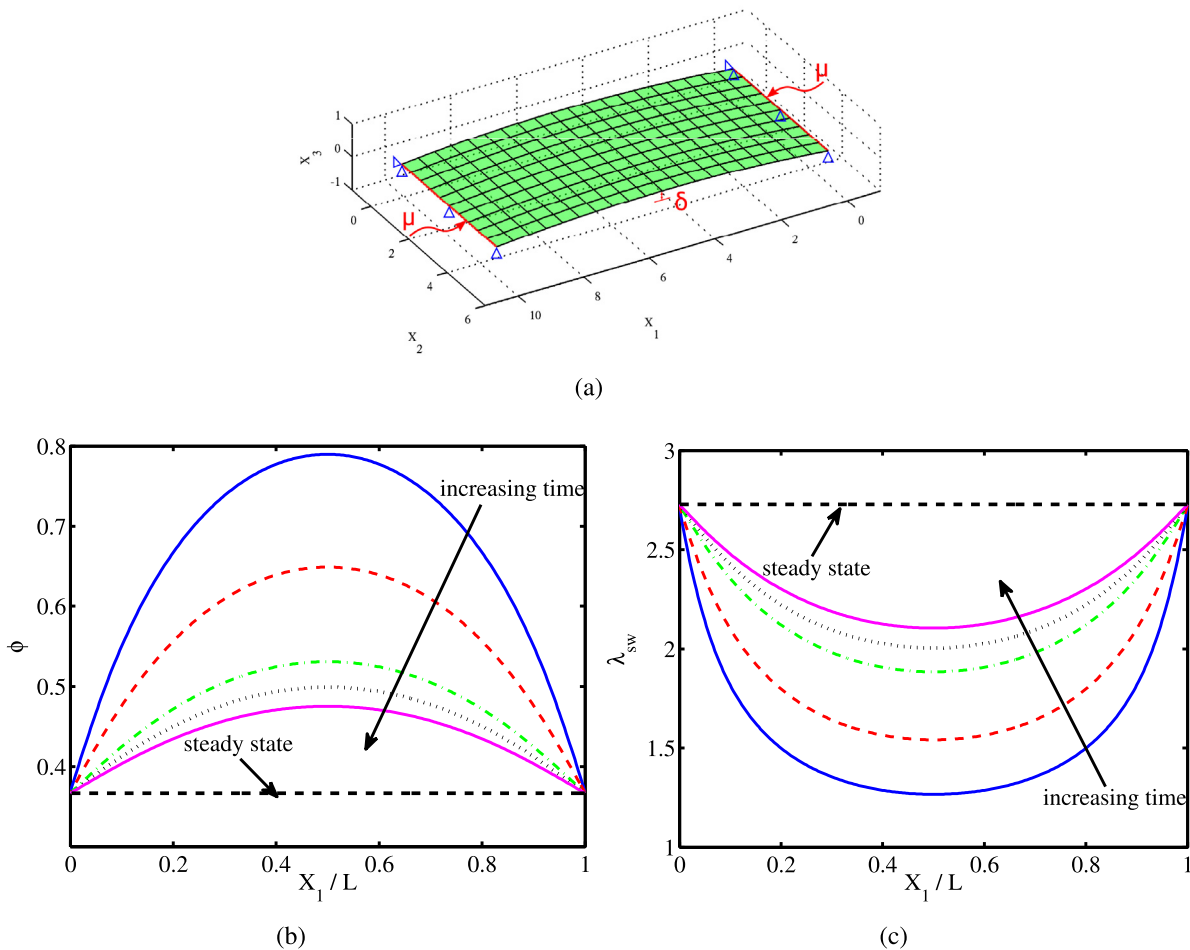 μ
1
0
-1
x3
0
2
4
6
x2
μ
δ
10
8
6
4
2
0
x1
(a)
0.8
0.7
0.6
0.5
0.4
ϕ
increasing time
steady state
0 0.2 0.4 0.6 0.8 1
X1 / L
(b)
3
2.5
2
1.5
1
λsw
steady state
increasing time
0 0.2 0.4 0.6 0.8 1
X1 / L
(c)